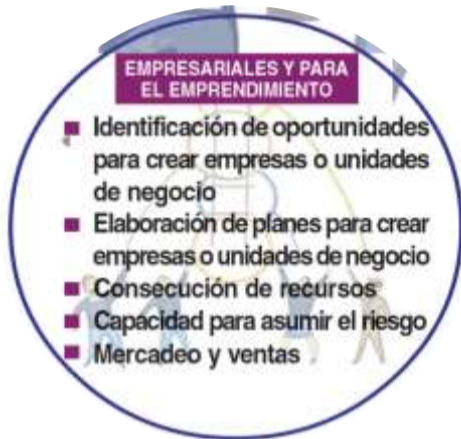 EMPRESARIALES Y PARA
EL EMPRENDIMIENTO
Identificación de oportunidades
para crear empresas o unidades
de negocio
Elaboración de planes para crear
empresas o unidades de negocio
Consecución de recursos
Capacidad para asumir el riesgo
Mercadeo y ventas